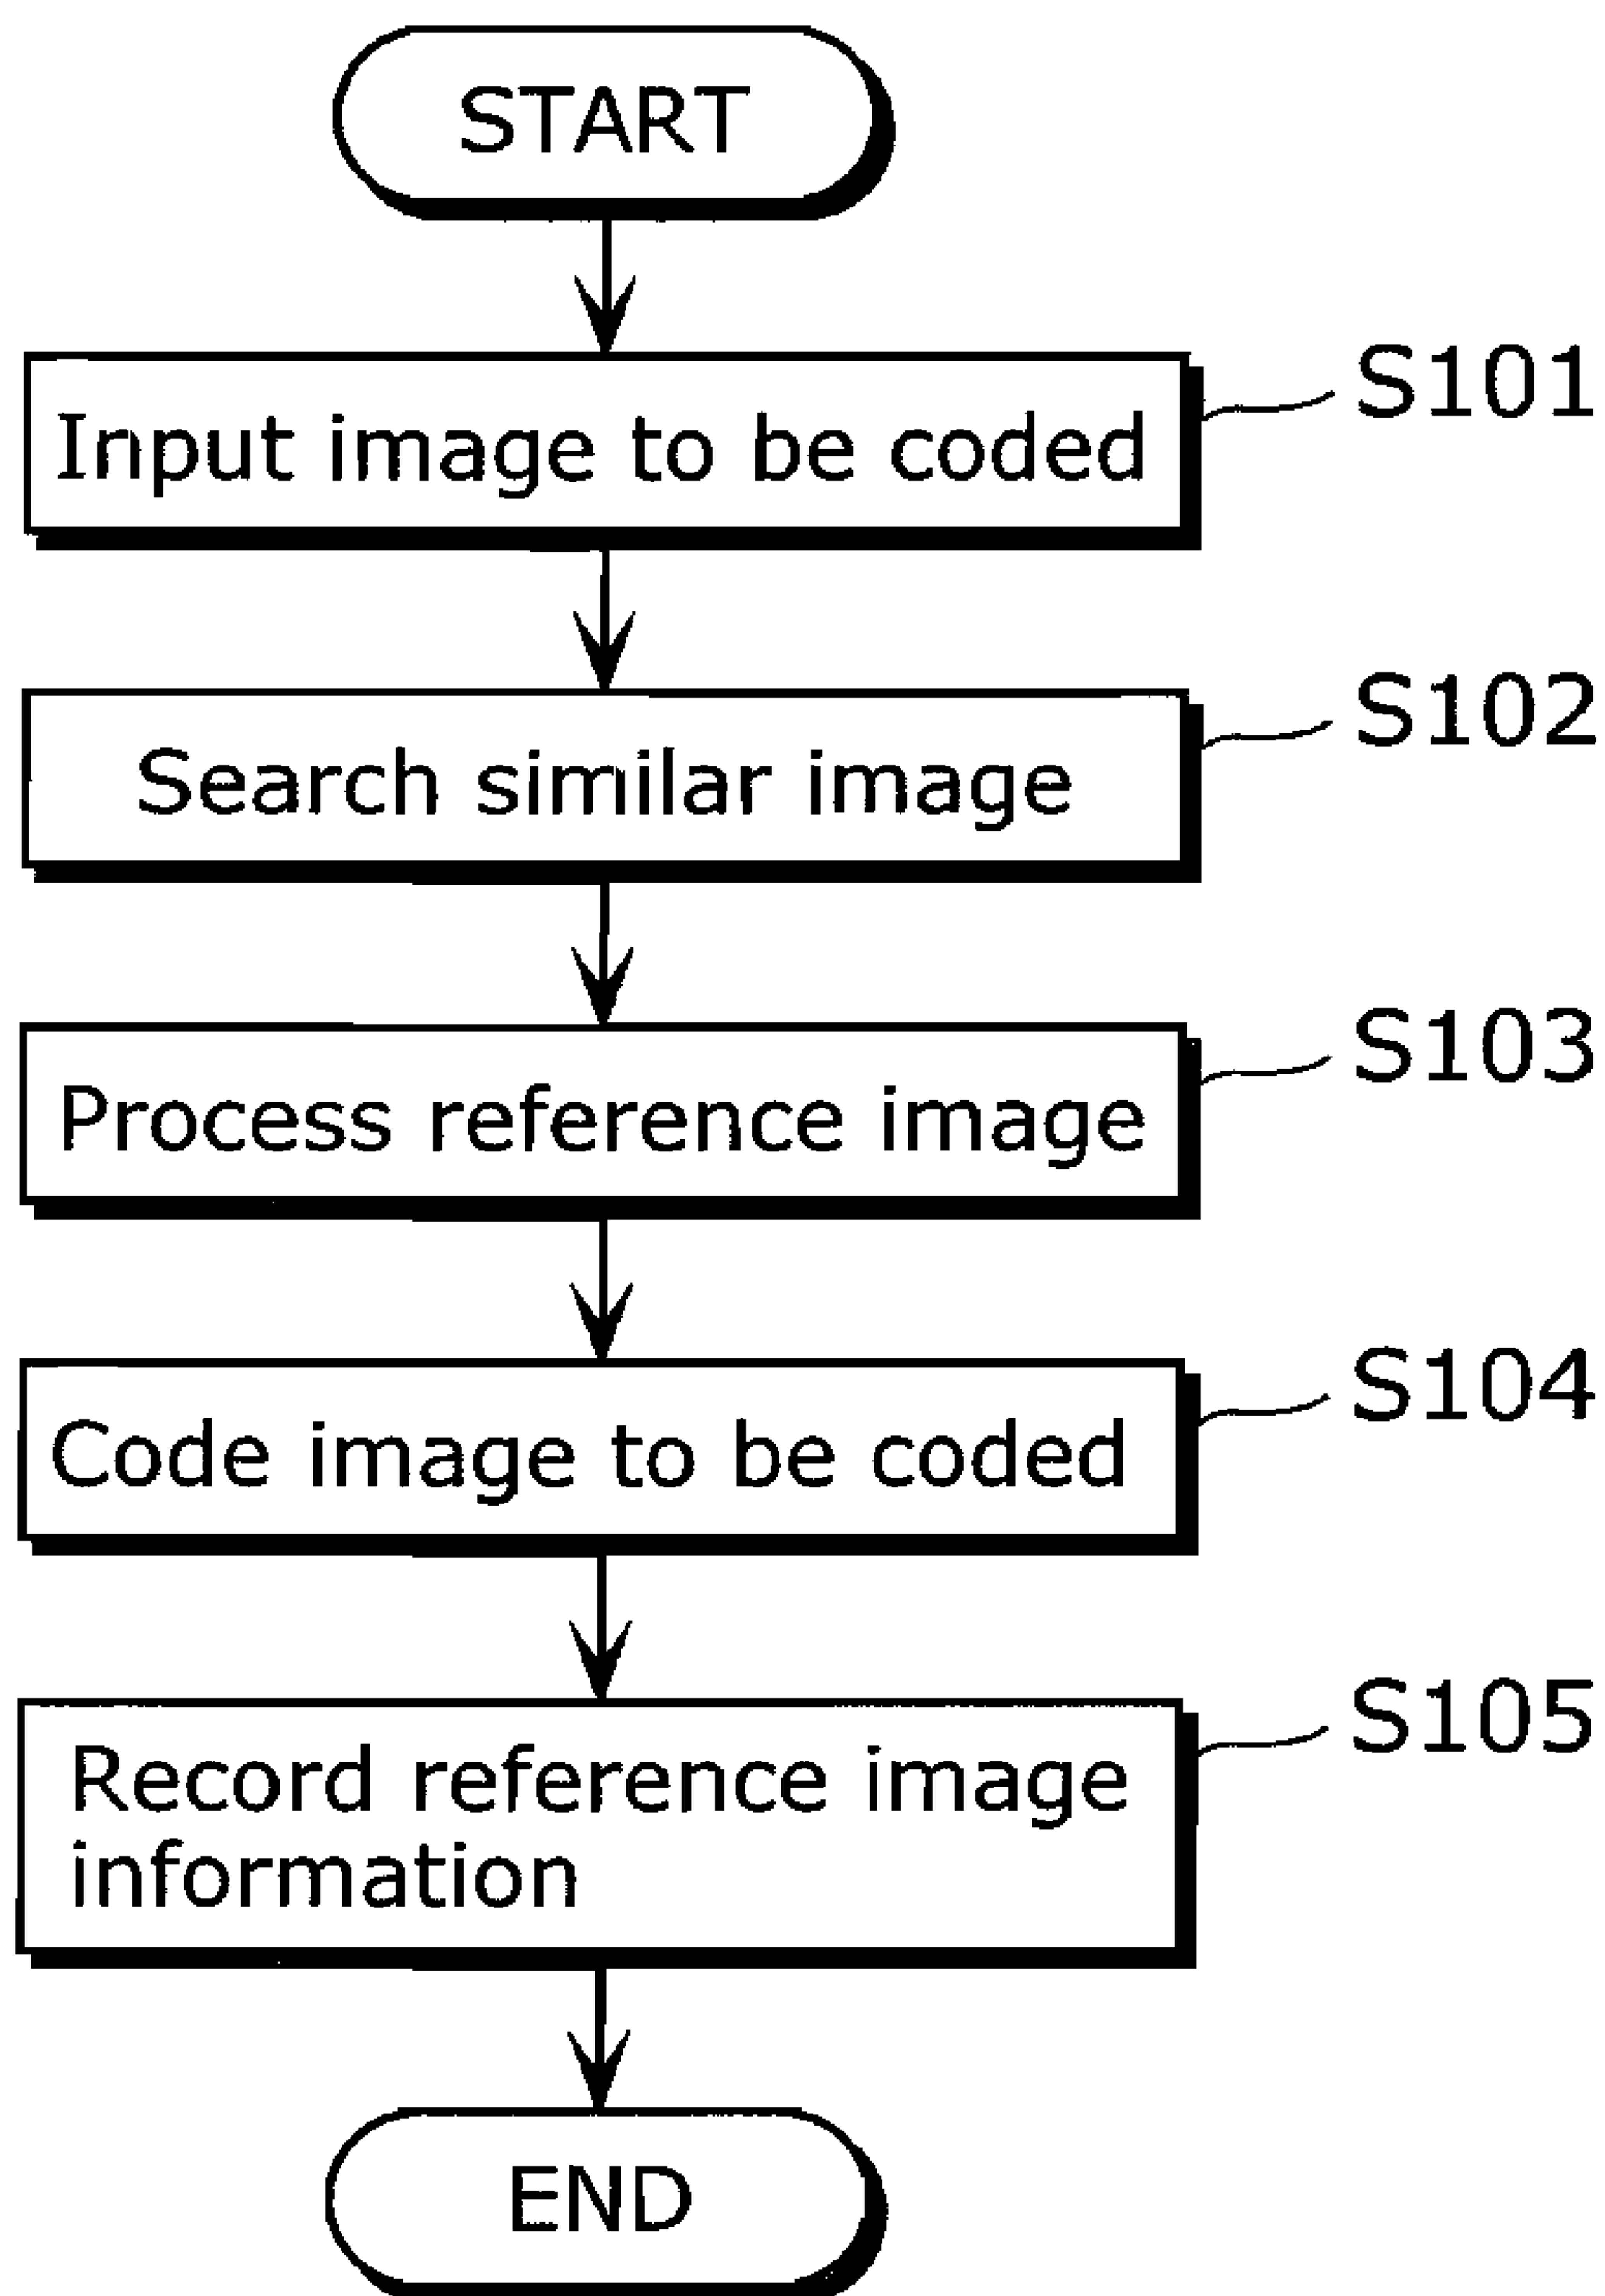 START
Input image to be coded
S101
Search similar image
S102
Process reference image
S103
Code image to be coded
S104
Record reference image
information
S105
END